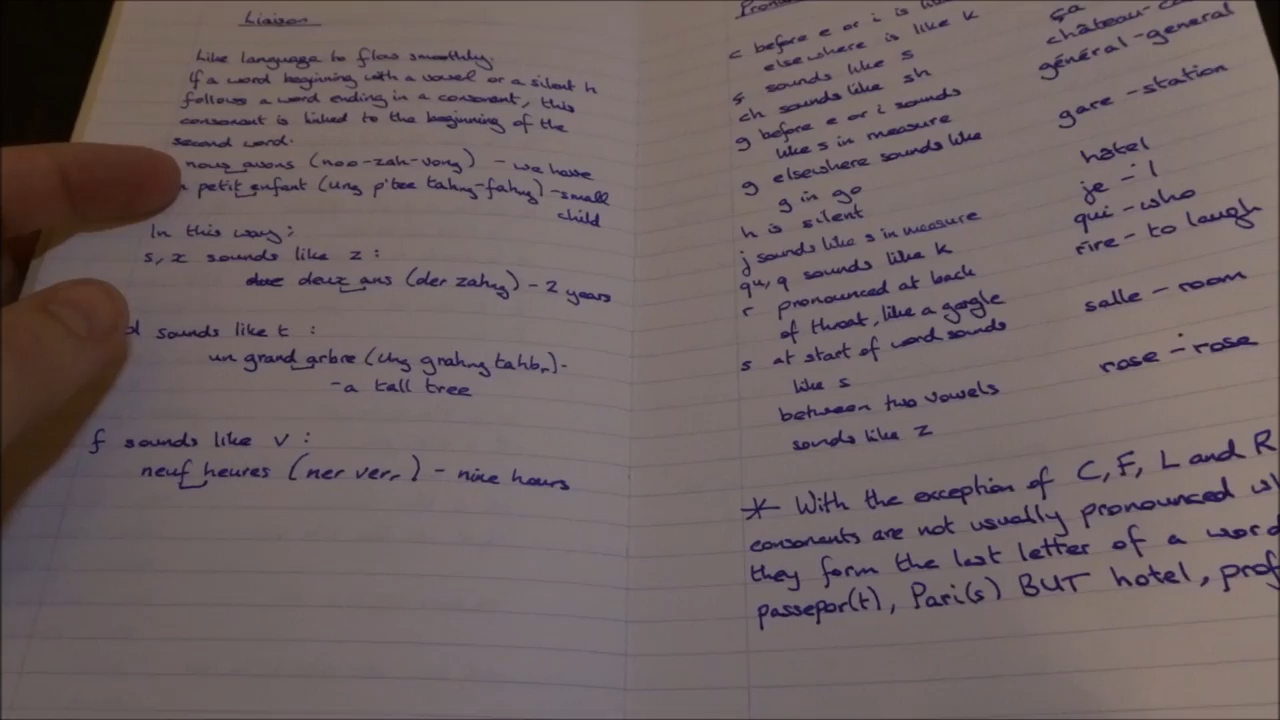 Liaison
Like language to flow smoothly.
If a word beginning with a vowel or a silent h
follows a word ending in a consonant, this
consonant is linked to the beginning of the
second word.
nous avons (noo-zah-vong) - we have
petit enfant (ung p'tee tahng-fahng) - small
child
In this way:
s, x sounds like z :
deux ans (der zahng) - 2 years
d sounds like t :
un grand arbre (ung grahng tahbr) -
- a tall tree
f sounds like v :
neuf heures (ner verr) - nine hours
c before e or i is
elsewhere is like k
ç sounds like s ça
ch sounds like sh château
g before e or i sounds général - general
like s in measure
g elsewhere sounds like gare - station
g in go
h is silent hôtel
j sounds like s in measure je - I
qu, q sounds like k qui - who
r pronounced at back rire - to laugh
of throat, like a gargle
s at start of word sounds salle - room
like s
between two vowels rose - rose
sounds like z
* With the exception of C, F, L and R
consonants are not usually pronounced
they form the last letter of a word
passepor(t), Pari(s) BUT hotel,